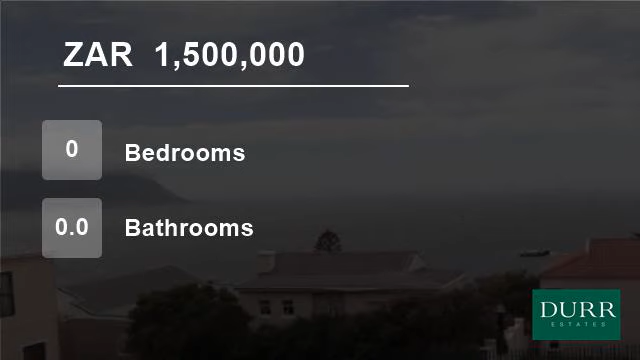 ZAR 1,500,000
0 Bedrooms
0.0 Bathrooms
DURR
ESTATES